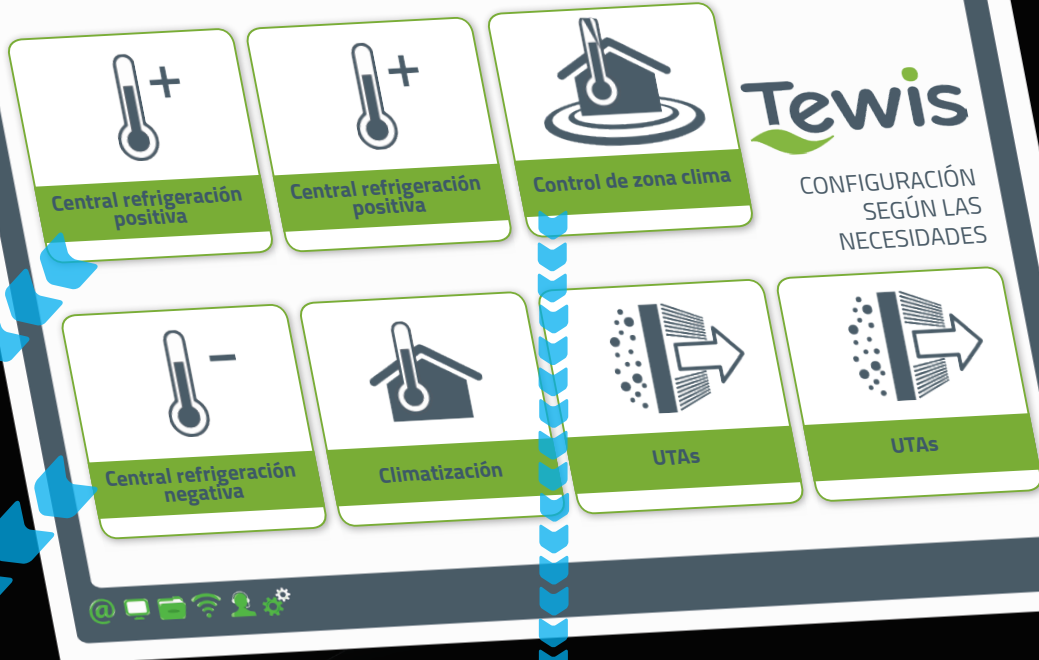 Central refrigeración
positiva
Central refrigeración
positiva
Control de zona clima
Tewis
CONFIGURACIÓN
SEGÚN LAS
NECESIDADES
Central refrigeración
negativa
Climatización
UTAs
UTAs
@